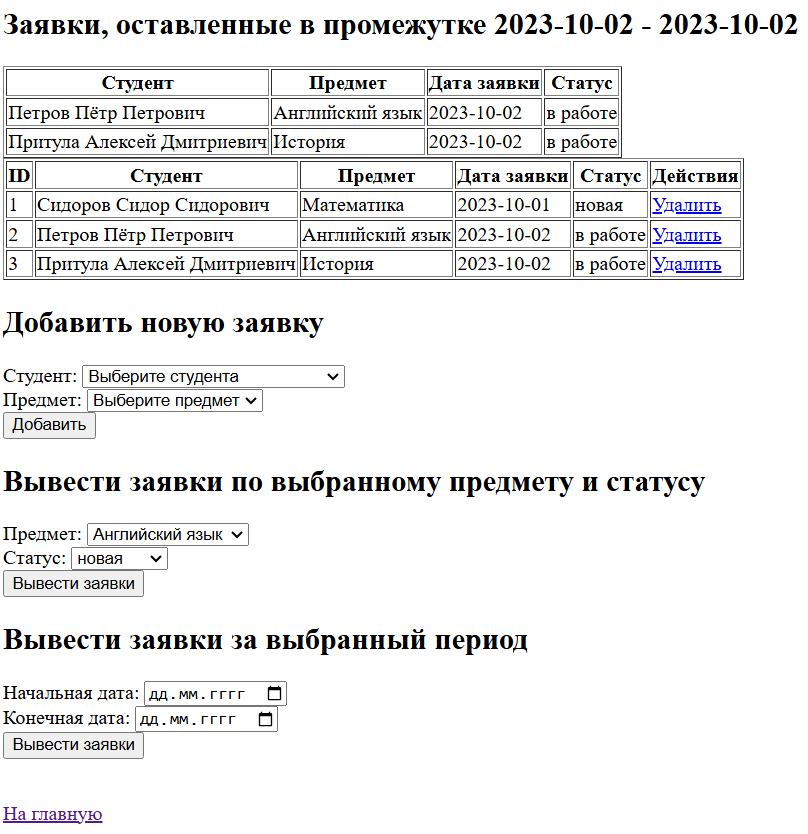 Заявки, оставленные в промежутке 2023-10-02 - 2023-10-02
Студент Предмет Дата заявки Статус
Петров Пётр Петрович Английский язык 2023-10-02 в работе
Притула Алексей Дмитриевич История 2023-10-02 в работе
ID Студент Предмет Дата заявки Статус Действия
1 Сидоров Сидор Сидорович Математика 2023-10-01 новая Удалить
2 Петров Пётр Петрович Английский язык 2023-10-02 в работе Удалить
3 Притула Алексей Дмитриевич История 2023-10-02 в работе Удалить
Добавить новую заявку
Студент: Выберите студента
Предмет: Выберите предмет
Добавить
Вывести заявки по выбранному предмету и статусу
Предмет: Английский язык
Статус: новая
Вывести заявки
Вывести заявки за выбранный период
Начальная дата: дд.мм.гггг
Конечная дата: дд.мм.гггг
Вывести заявки
На главную